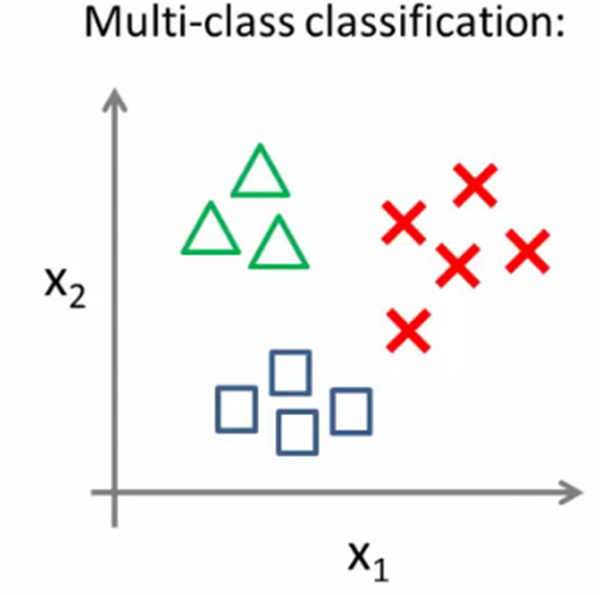 Multi-class classification:
x₂
x₁